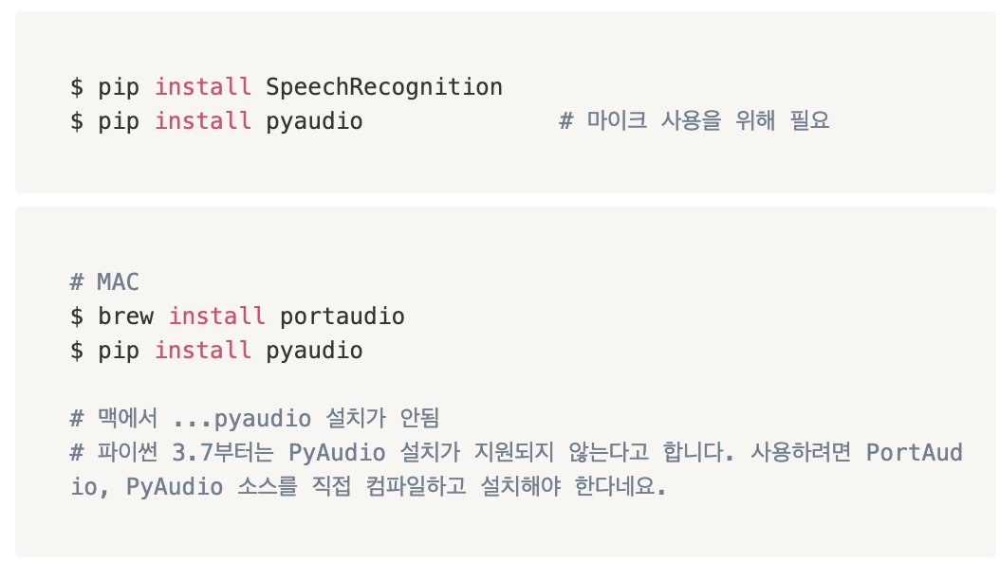 $ pip install SpeechRecognition
$ pip install pyaudio # 마이크 사용을 위해 필요
# MAC
$ brew install portaudio
$ pip install pyaudio
# 맥에서 ...pyaudio 설치가 안됨
# 파이썬 3.7부터는 PyAudio 설치가 지원되지 않는다고 합니다. 사용하려면 PortAud
io, PyAudio 소스를 직접 컴파일하고 설치해야 한다네요.